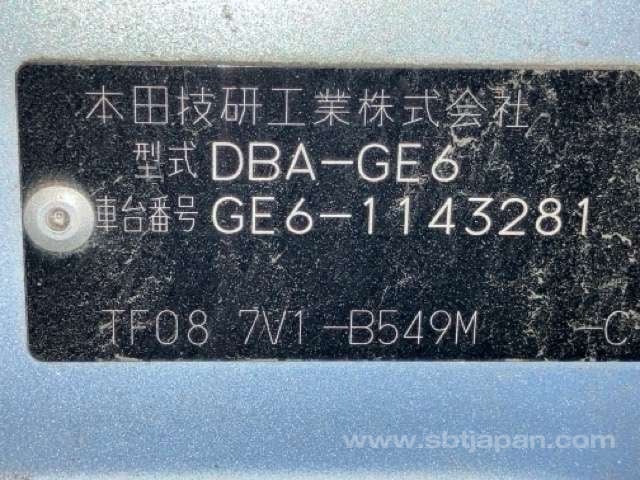 本田技研工業株式会社
型式 DBA-GE6
車台番号 GE6-1143281
TF08 7V1-B549M -C
www.sbtjapan.com